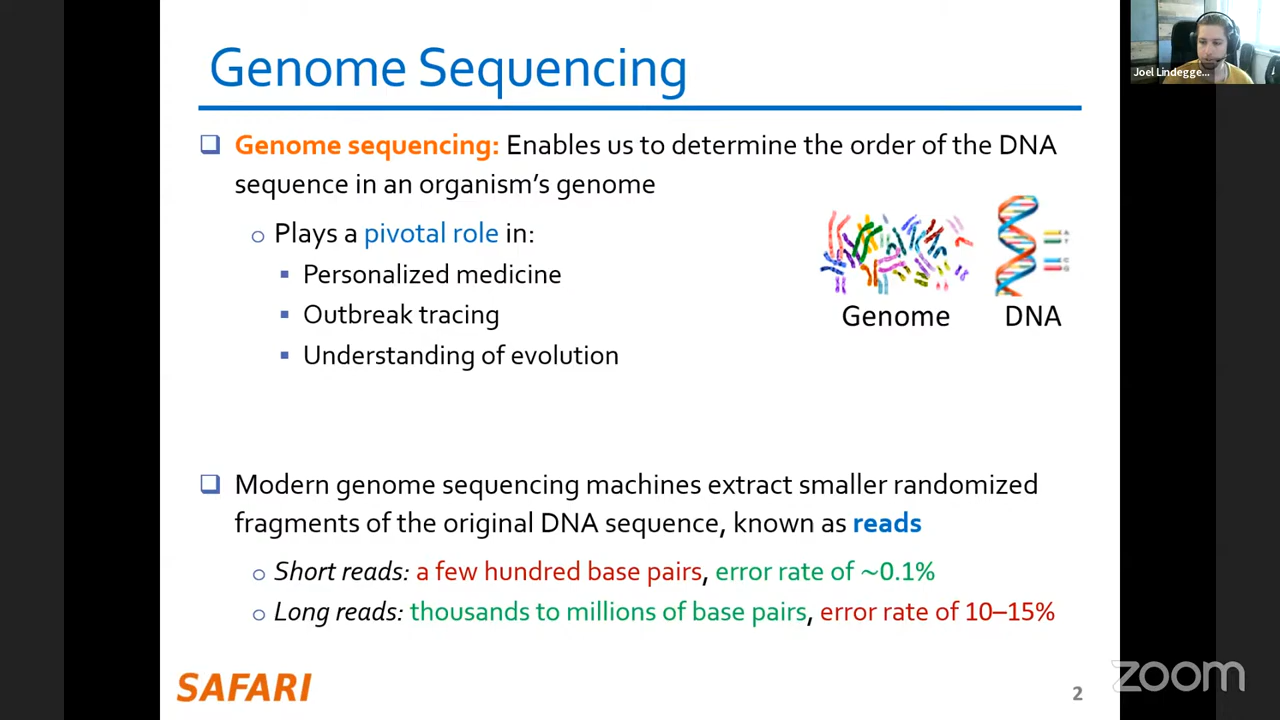 Genome Sequencing
Joel Lindegge...
❑ Genome sequencing: Enables us to determine the order of the DNA
sequence in an organism's genome
o Plays a pivotal role in:
▪ Personalized medicine
▪ Outbreak tracing
▪ Understanding of evolution
Genome
DNA
❑ Modern genome sequencing machines extract smaller randomized
fragments of the original DNA sequence, known as reads
o Short reads: a few hundred base pairs, error rate of ~0.1%
o Long reads: thousands to millions of base pairs, error rate of 10–15%
SAFARI
2
zoom